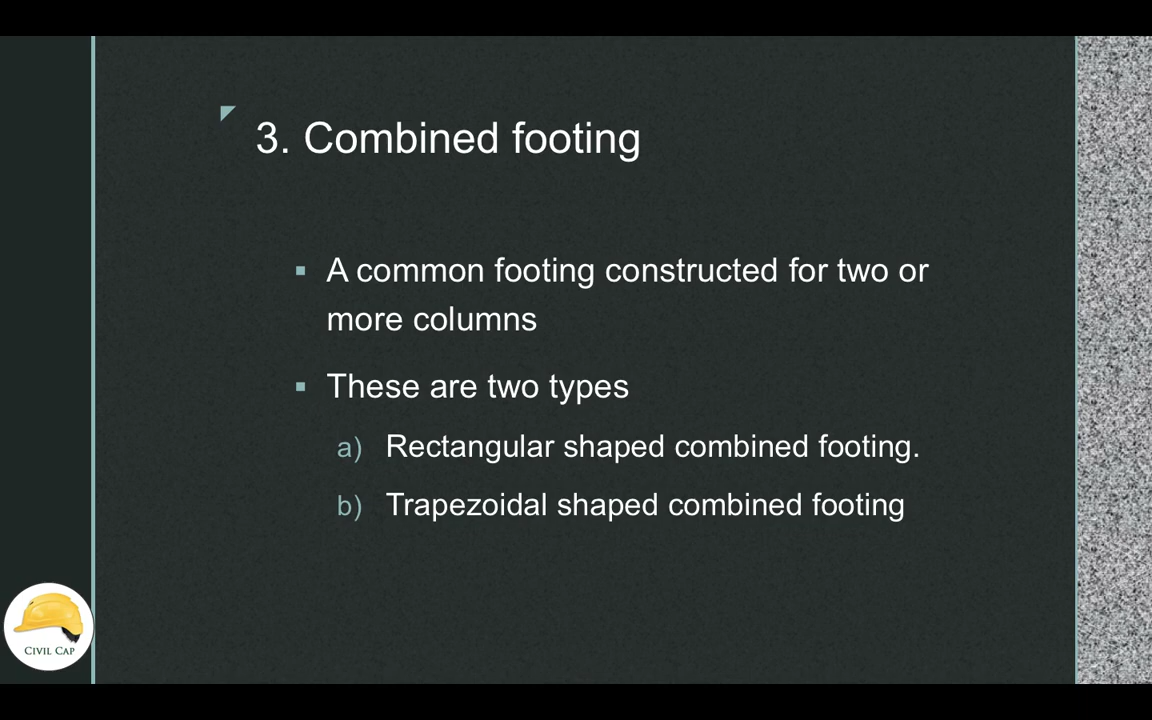 3. Combined footing
▪ A common footing constructed for two or
more columns
▪ These are two types
a) Rectangular shaped combined footing.
b) Trapezoidal shaped combined footing
CIVIL CAP